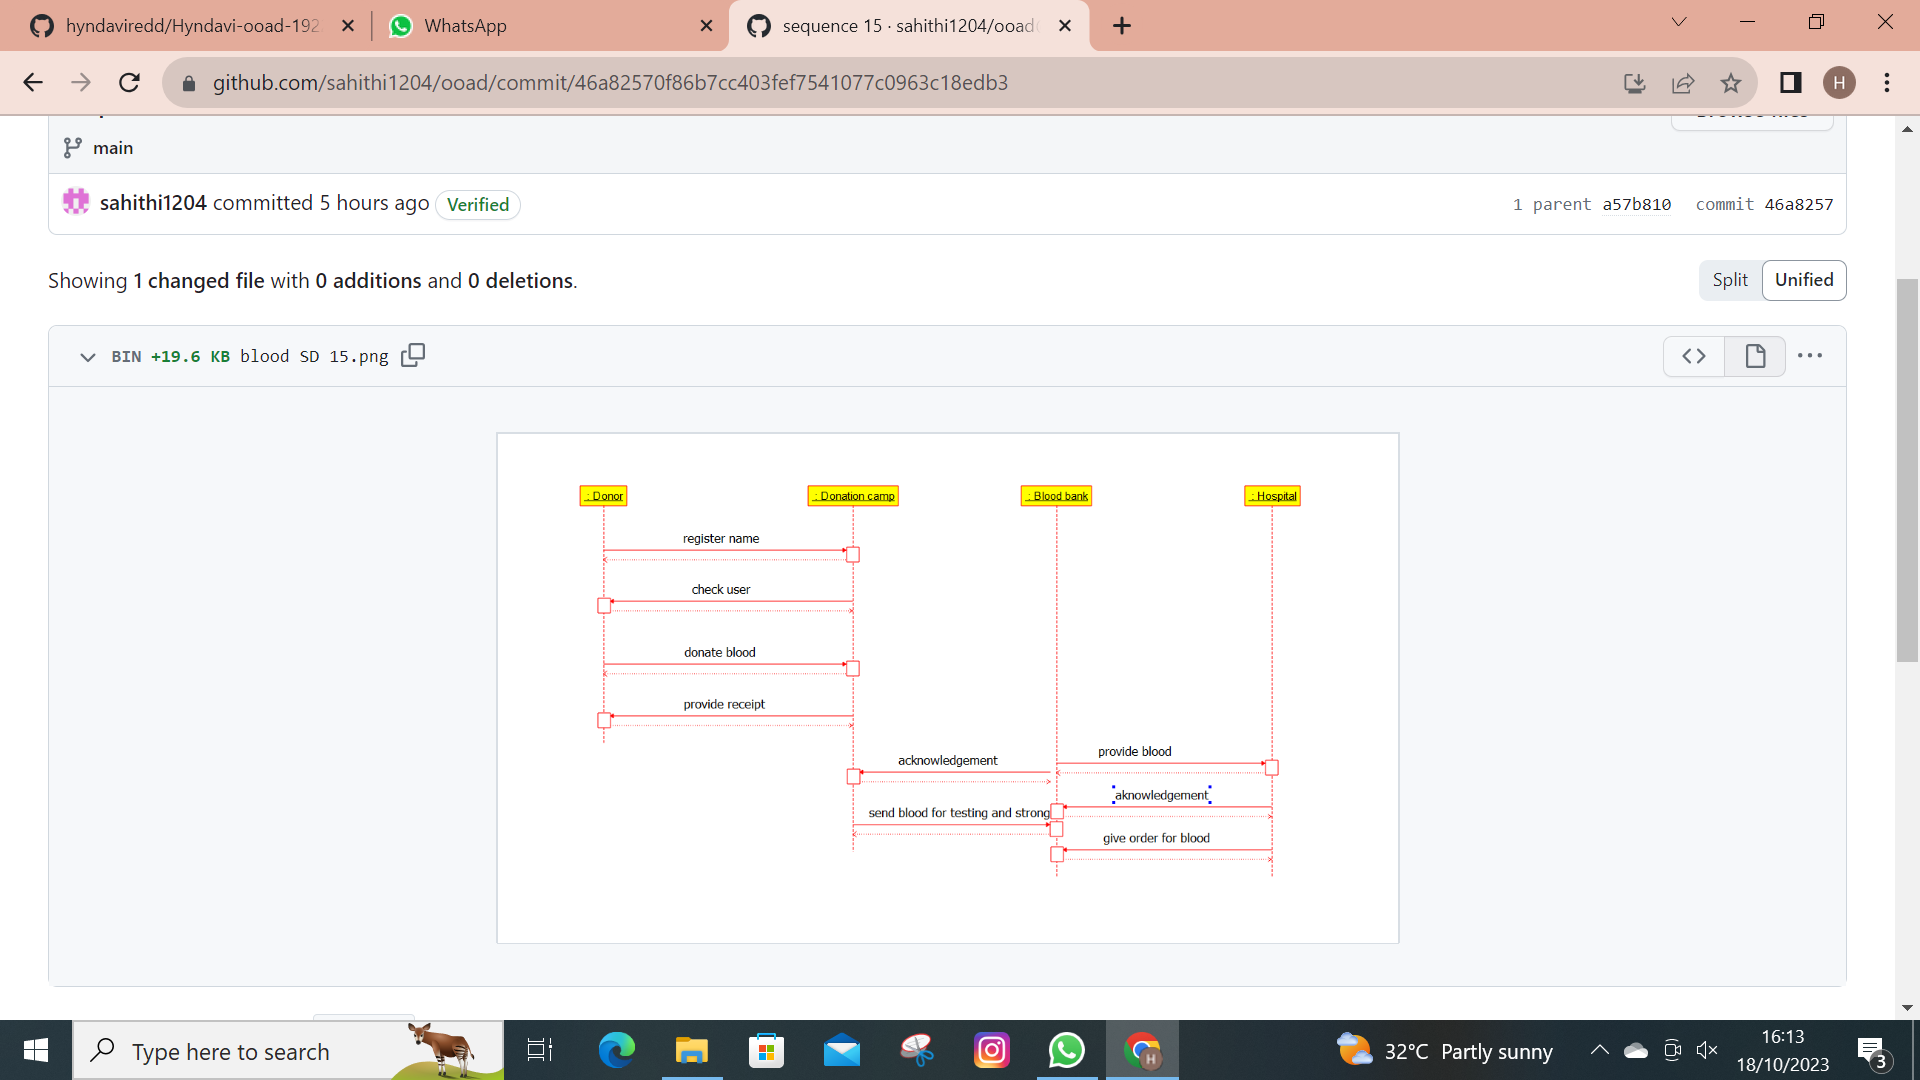 hyndaviredd/Hyndavi-ooad-192
WhatsApp
sequence 15 · sahithi1204/ooad
github.com/sahithi1204/ooad/commit/46a82570f86b7cc403fef7541077c0963c18edb3
H
main
sahithi1204 committed 5 hours ago Verified
1 parent a57b810 commit 46a8257
Showing 1 changed file with 0 additions and 0 deletions.
Split Unified
BIN +19.6 KB blood SD 15.png
: Donor
: Donation camp
: Blood bank
: Hospital
register name
check user
donate blood
provide receipt
acknowledgement
provide blood
aknowledgement
send blood for testing and strong
give order for blood
Type here to search
H
32°C Partly sunny
16:13
18/10/2023
3